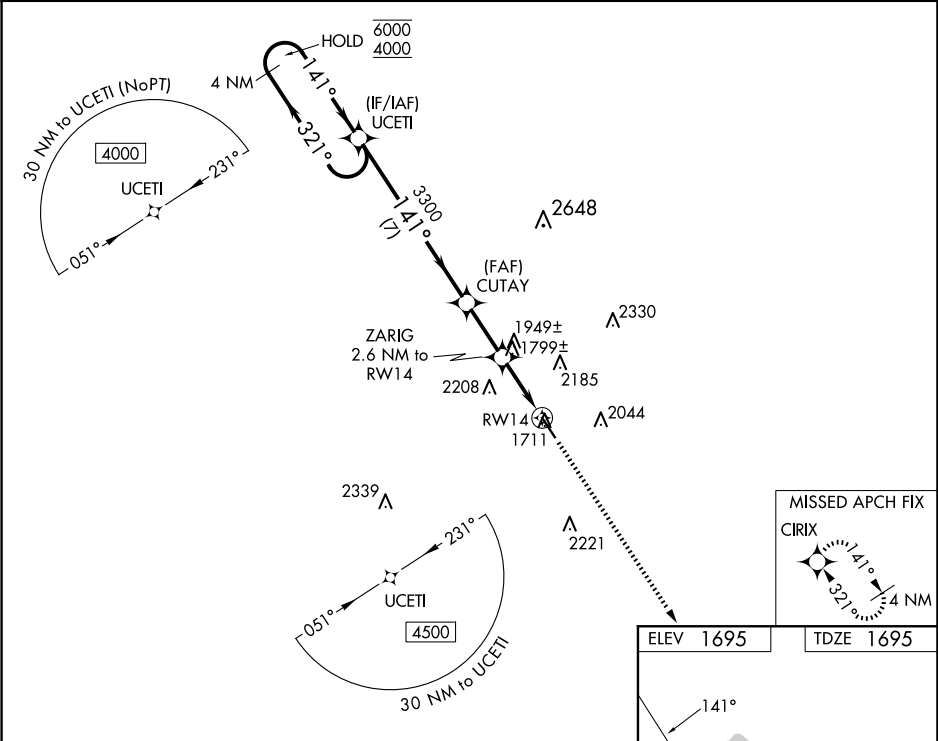 HOLD 6000
4000
4 NM
141°
321°
(IF/IAF)
UCETI
30 NM to UCETI (NoPT)
4000
UCETI
231°
051°
3300
141°
(7)
2648
(FAF)
CUTAY
2330
ZARIG
2.6 NM to
RW14
1949±
1799±
2185
2208
RW14
1711
2044
2339
2221
231°
UCETI
051°
4500
30 NM to UCETI
MISSED APCH FIX
CIRIX
141°
321°
4 NM
ELEV 1695
TDZE 1695
141°